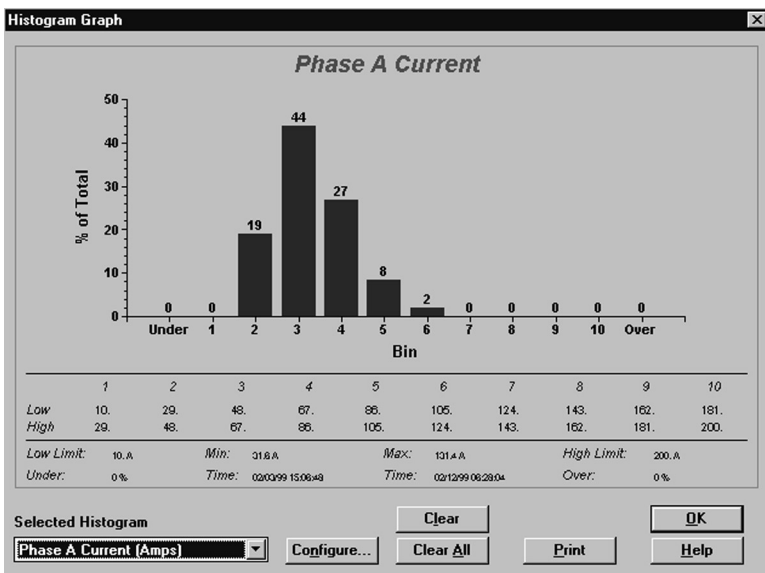 Histogram Graph
Phase A Current
% of Total
50
40
30
20
10
0
0 0 19 44 27 8 2 0 0 0 0 0
Under 1 2 3 4 5 6 7 8 9 10 Over
Bin
1 2 3 4 5 6 7 8 9 10
Low 10. 29. 48. 67. 86. 105. 124. 143. 162. 181.
High 29. 48. 67. 86. 105. 124. 143. 162. 181. 200.
Low Limit: 10. A Min: 31.6 A Max: 131.4 A High Limit: 200. A
Under: 0 % Time: 02/03/99 15:06:48 Time: 02/12/99 06:28:04 Over: 0 %
Selected Histogram
Clear OK
Phase A Current (Amps) Configure... Clear All Print Help